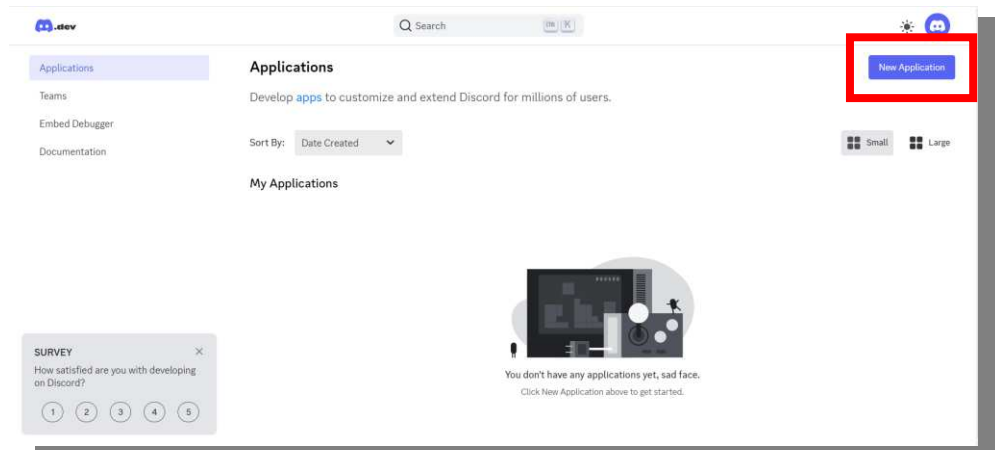 .dev
Search
Applications
Teams
Embed Debugger
Documentation
Applications
New Application
Develop apps to customize and extend Discord for millions of users.
Sort By: Date Created
Small Large
My Applications
You don't have any applications yet, sad face.
Click New Application above to get started.
SURVEY
How satisfied are you with developing
on Discord?
1 2 3 4 5